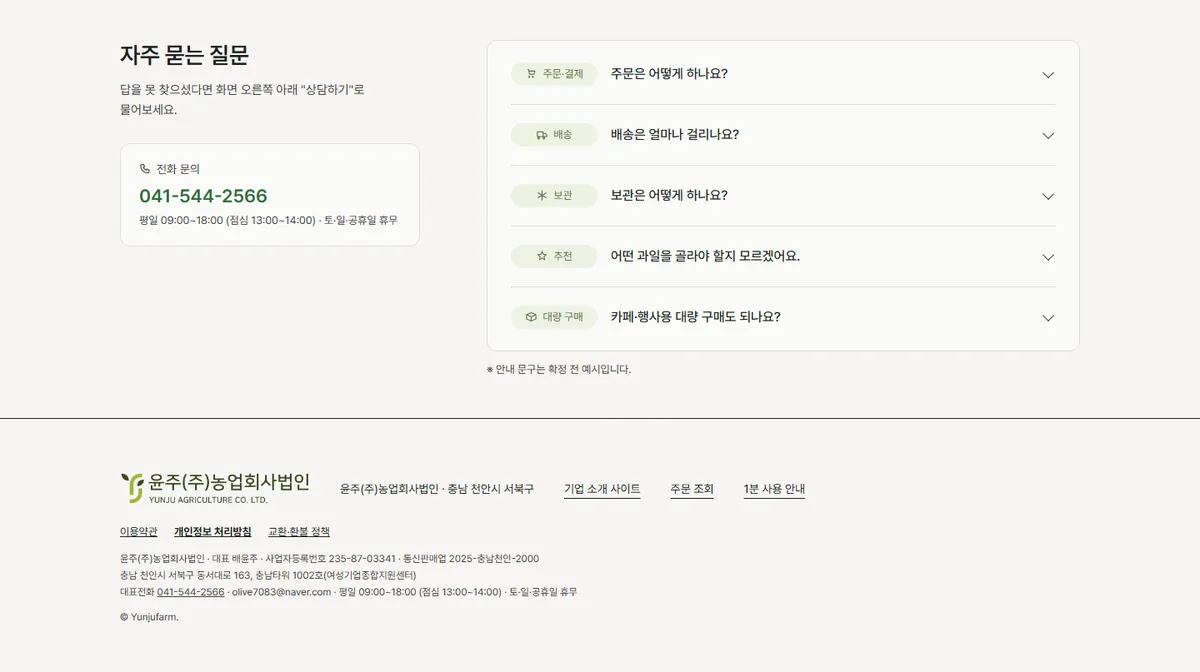 자주 묻는 질문
답을 못 찾으셨다면 화면 오른쪽 아래 "상담하기"로
물어보세요.
전화 문의
041-544-2566
평일 09:00~18:00 (점심 13:00~14:00) · 토·일·공휴일 휴무
주문·결제 주문은 어떻게 하나요?
배송 배송은 얼마나 걸리나요?
보관 보관은 어떻게 하나요?
추천 어떤 과일을 골라야 할지 모르겠어요.
대량 구매 카페·행사용 대량 구매도 되나요?
※ 안내 문구는 확정 전 예시입니다.
윤주(주)농업회사법인
YUNJU AGRICULTURE CO. LTD.
윤주(주)농업회사법인 · 충남 천안시 서북구 기업 소개 사이트 주문 조회 1분 사용 안내
이용약관 개인정보 처리방침 교환·환불 정책
윤주(주)농업회사법인 · 대표 배윤주 · 사업자등록번호 235-87-03341 · 통신판매업 2025-충남천안-2000
충남 천안시 서북구 동서대로 163, 충남타워 1002호(여성기업종합지원센터)
대표전화 041-544-2566 · olive7083@naver.com · 평일 09:00~18:00 (점심 13:00~14:00) · 토·일·공휴일 휴무
© Yunjufarm.